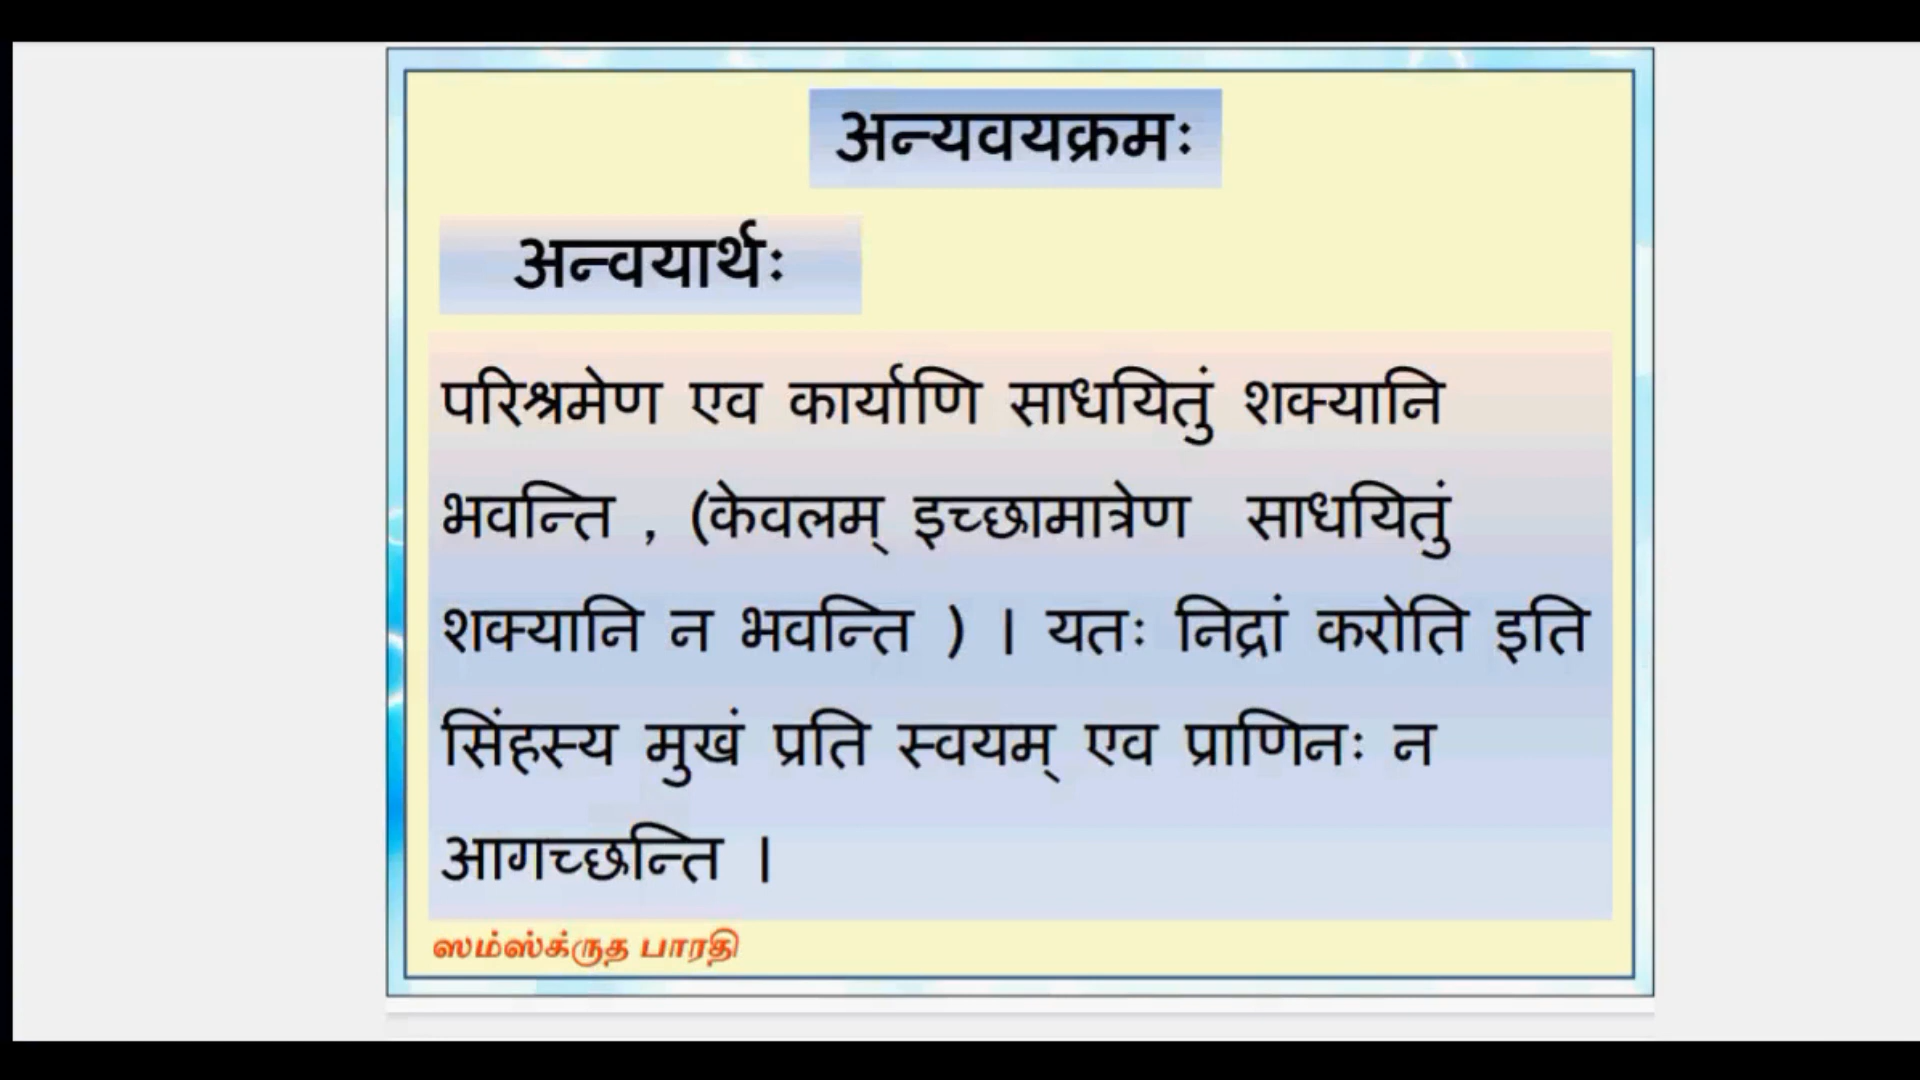 अन्यवयक्रमः
अन्वयार्थः
परिश्रमेण एव कार्याणि साधयितुं शक्यानि
भवन्ति , (केवलम् इच्छामात्रेण साधयितुं
शक्यानि न भवन्ति ) । यतः निद्रां करोति इति
सिंहस्य मुखं प्रति स्वयम् एव प्राणिनः न
आगच्छन्ति ।
ஸம்ஸ்க்ருத பாரதி